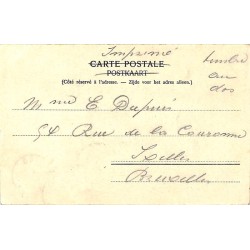 Imprimé
timbre
au
dos
CARTE POSTALE
POSTKAART
(Côté réservé à l'adresse. — Zijde voor het adres alleen.)
Mme E Dupuis
54 Rue de la Couronne
Ixelles
Bruxelles